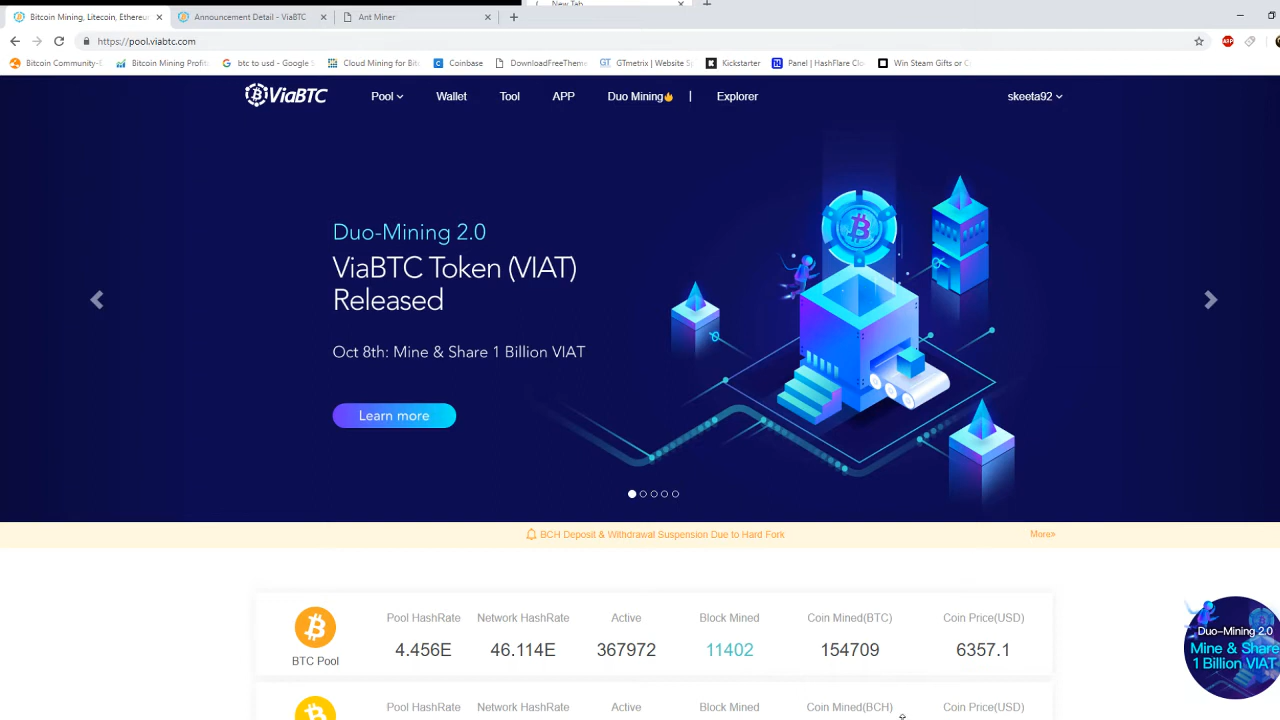 New Tab
Bitcoin Mining, Litecoin, Ethereu
Announcement Detail - ViaBTC
Ant Miner
https://pool.viabtc.com
ABP
Bitcoin Community-
Bitcoin Mining Profit
btc to usd - Google S
Cloud Mining for Bit
Coinbase
DownloadFreeTheme
GTmetrix | Website Sp
Kickstarter
Panel | HashFlare Clo
Win Steam Gifts or C
ViaBTC
Pool
Wallet
Tool
APP
Duo Mining
Explorer
skeeta92
Duo-Mining 2.0
ViaBTC Token (VIAT)
Released
Oct 8th: Mine & Share 1 Billion VIAT
Learn more
BCH Deposit & Withdrawal Suspension Due to Hard Fork
More»
Pool HashRate
Network HashRate
Active
Block Mined
Coin Mined(BTC)
Coin Price(USD)
BTC Pool
4.456E
46.114E
367972
11402
154709
6357.1
Duo-Mining 2.0
Mine & Share
1 Billion VIAT
Pool HashRate
Network HashRate
Active
Block Mined
Coin Mined(BCH)
Coin Price(USD)